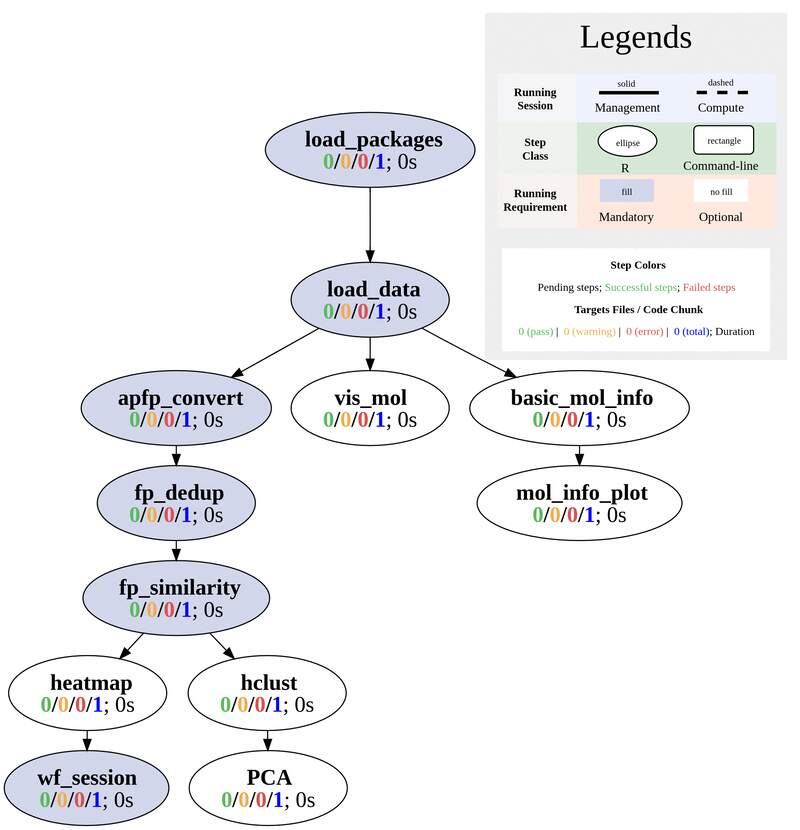 Legends
solid
dashed
Running
Session
Management
Compute
Step
Class
ellipse
rectangle
R
Command-line
Running
Requirement
fill
no fill
Mandatory
Optional
Step Colors
Pending steps; Successful steps; Failed steps
Targets Files / Code Chunk
0 (pass) | 0 (warning) | 0 (error) | 0 (total); Duration
load_packages
0/0/0/1; 0s
load_data
0/0/0/1; 0s
apfp_convert
0/0/0/1; 0s
vis_mol
0/0/0/1; 0s
basic_mol_info
0/0/0/1; 0s
fp_dedup
0/0/0/1; 0s
mol_info_plot
0/0/0/1; 0s
fp_similarity
0/0/0/1; 0s
heatmap
0/0/0/1; 0s
hclust
0/0/0/1; 0s
wf_session
0/0/0/1; 0s
PCA
0/0/0/1; 0s